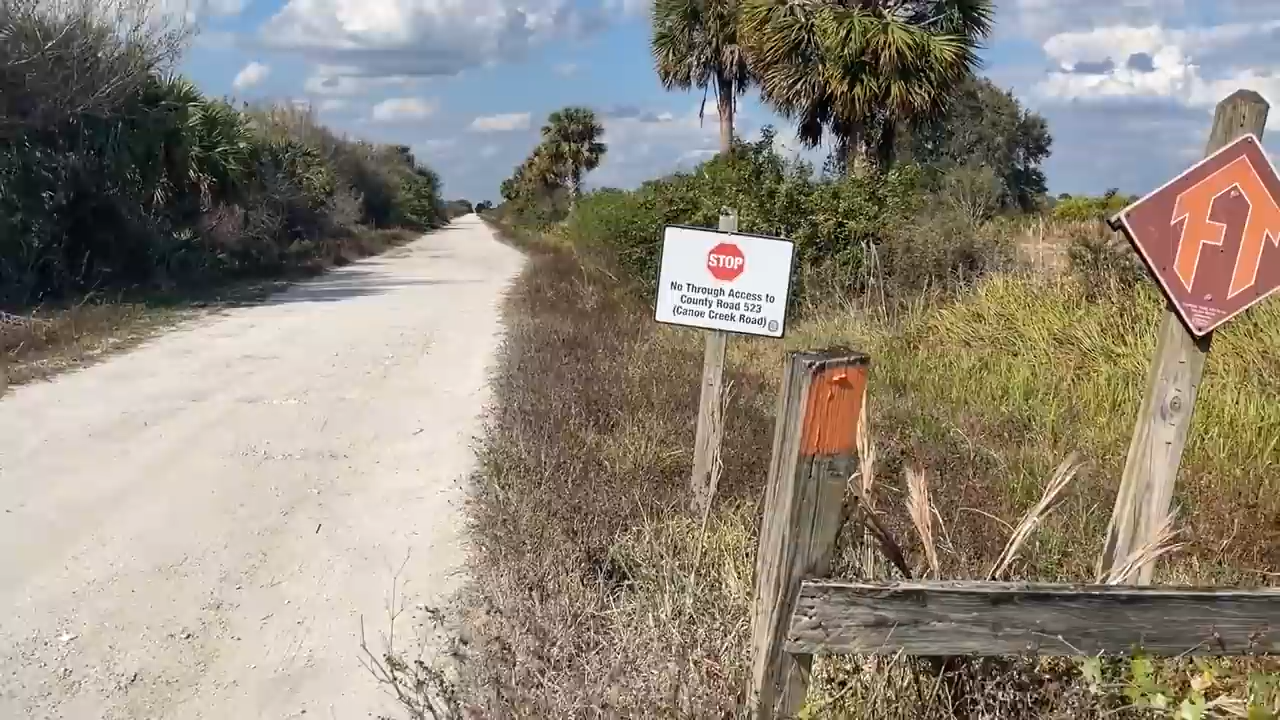 STOP
No Through Access to
County Road 523
(Canoe Creek Road)
FT